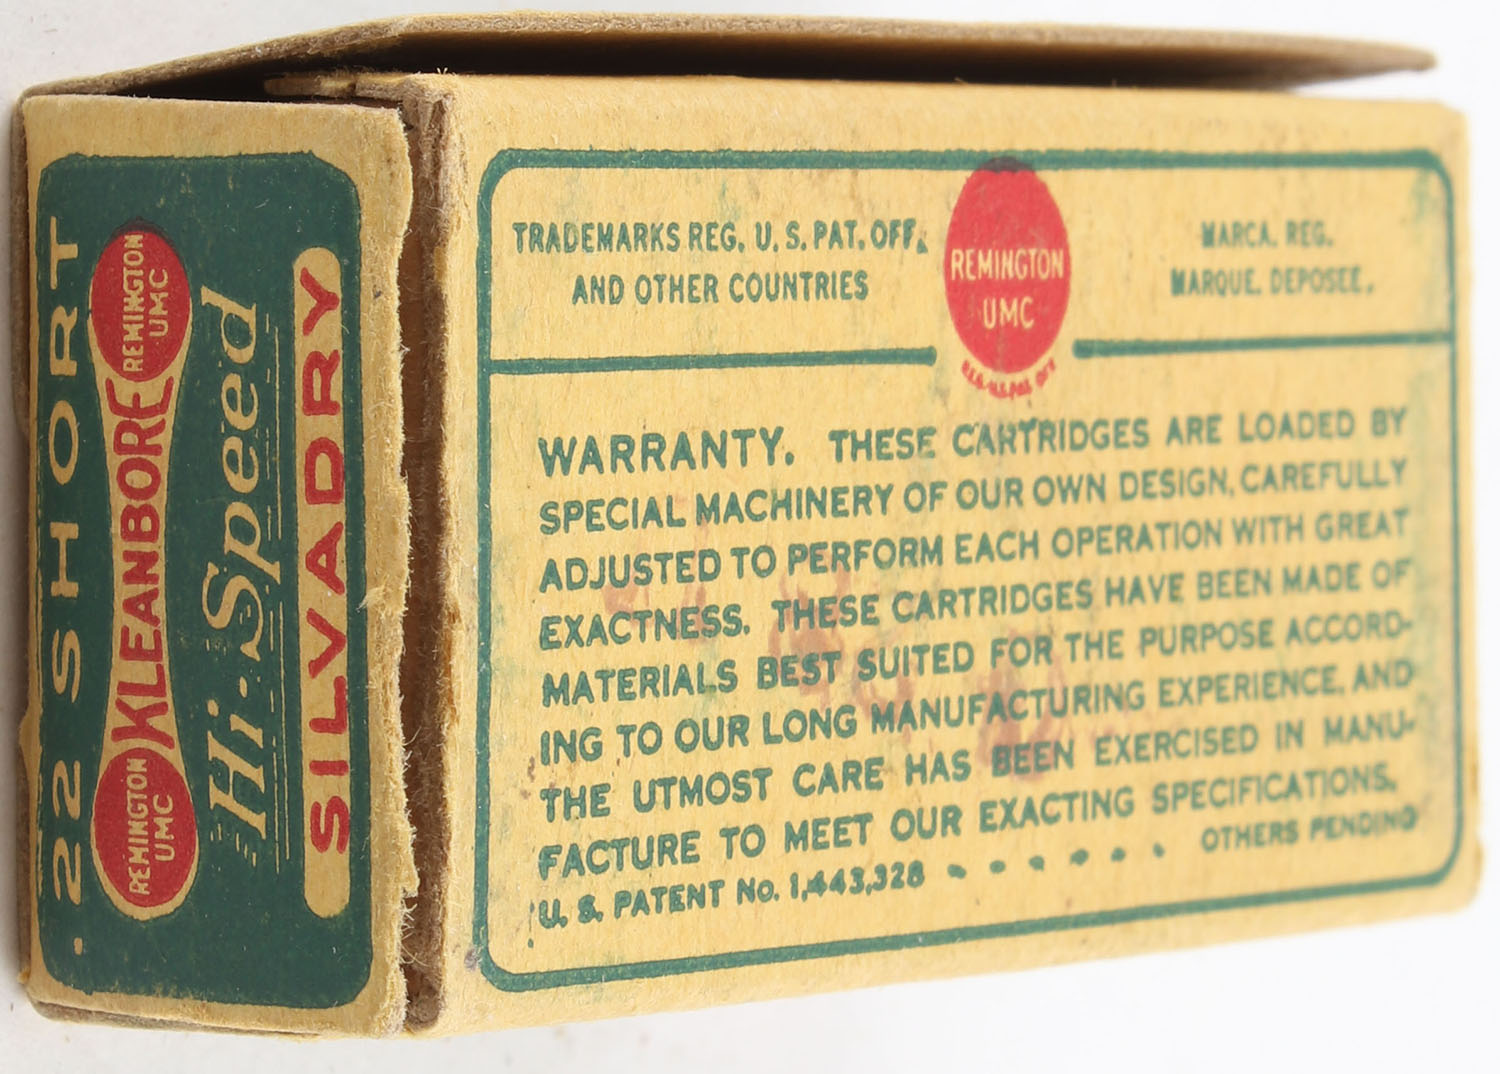 .22 SHORT
REMINGTON
UMC
KLEANBORE
REMINGTON
UMC
Hi-Speed
SILVADRY
TRADEMARKS REG. U. S. PAT. OFF.
AND OTHER COUNTRIES
REMINGTON
UMC
REG. U.S. PAT. OFF.
MARCA. REG.
MARQUE. DEPOSEE.
WARRANTY. THESE CARTRIDGES ARE LOADED BY
SPECIAL MACHINERY OF OUR OWN DESIGN, CAREFULLY
ADJUSTED TO PERFORM EACH OPERATION WITH GREAT
EXACTNESS. THESE CARTRIDGES HAVE BEEN MADE OF
MATERIALS BEST SUITED FOR THE PURPOSE ACCORD-
ING TO OUR LONG MANUFACTURING EXPERIENCE, AND
THE UTMOST CARE HAS BEEN EXERCISED IN MANU-
FACTURE TO MEET OUR EXACTING SPECIFICATIONS.
U. S. PATENT No. 1,443,328 - - - - - - OTHERS PENDING